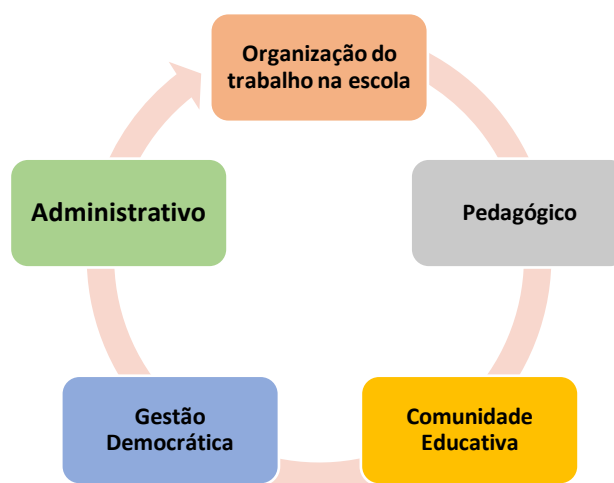 Organização do
trabalho na escola
Pedagógico
Comunidade
Educativa
Gestão
Democrática
Administrativo